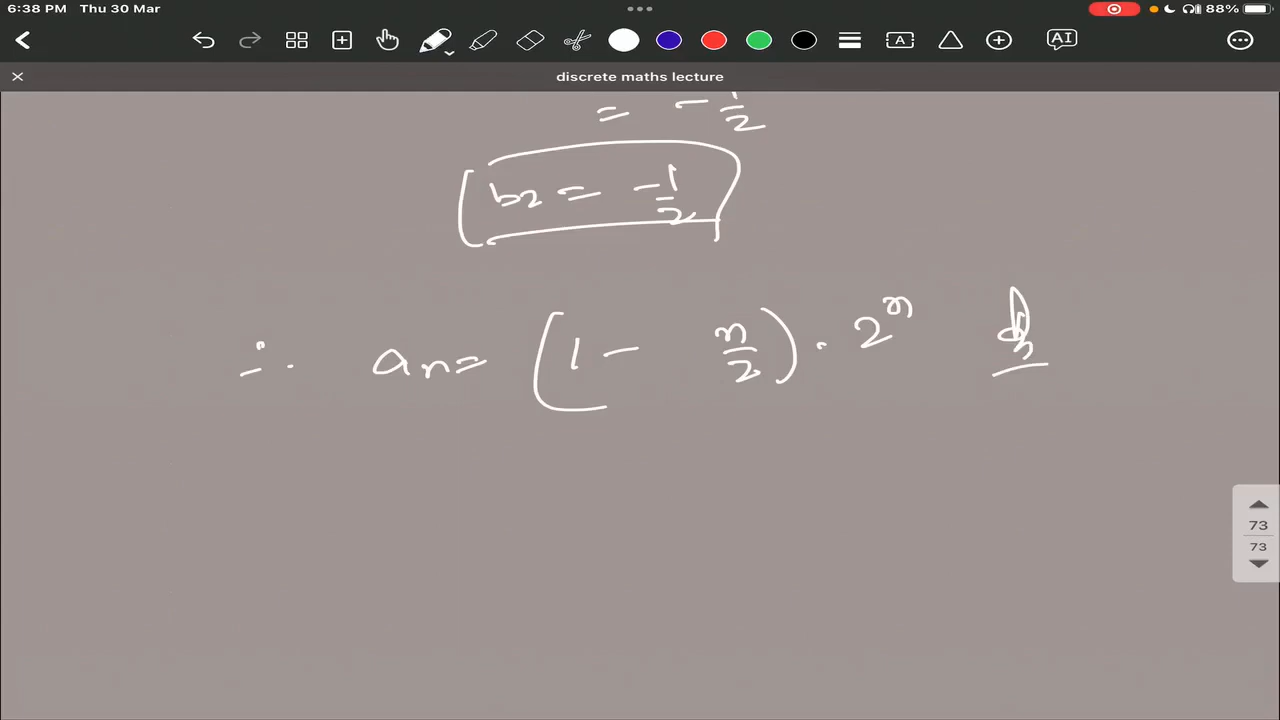 6:38 PM Thu 30 Mar
88%
A
AI
discrete maths lecture
= -1/2
b2 = -1/2
∴ an = (1 - n/2) · 2^n
73
73